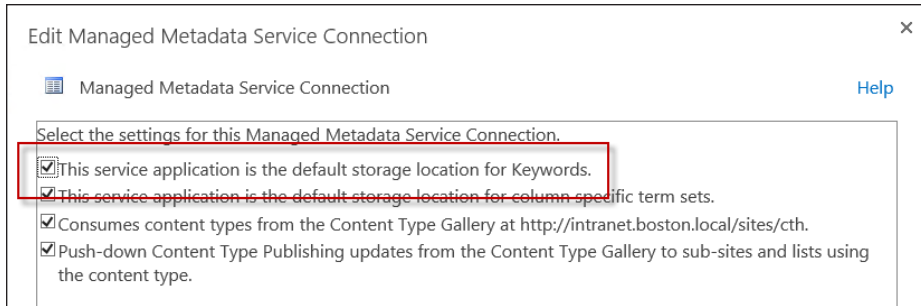 Edit Managed Metadata Service Connection
Managed Metadata Service Connection
Help
Select the settings for this Managed Metadata Service Connection.
This service application is the default storage location for Keywords.
This service application is the default storage location for column specific term sets.
Consumes content types from the Content Type Gallery at http://intranet.boston.local/sites/cth.
Push-down Content Type Publishing updates from the Content Type Gallery to sub-sites and lists using
the content type.